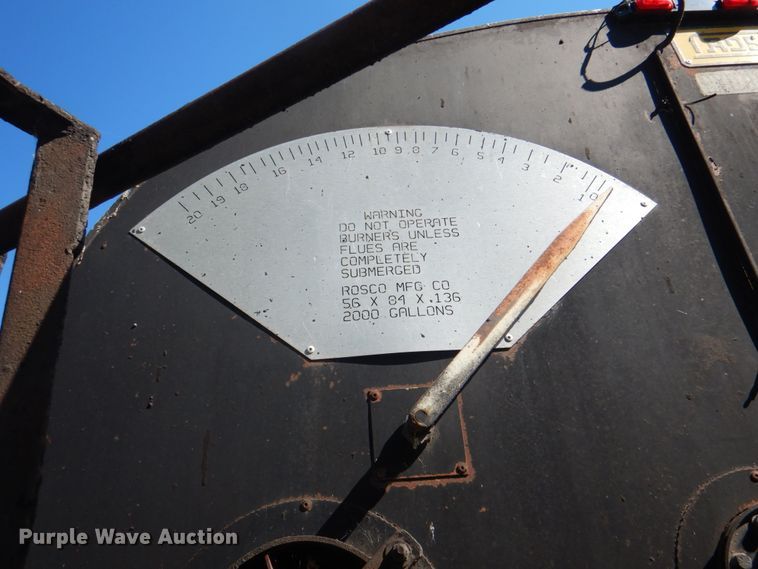 20 19 18 16 14 12 10 9 8 7 6 5 4 3 2 1 0
WARNING
DO NOT OPERATE
BURNERS UNLESS
FLUES ARE
COMPLETELY
SUBMERGED
ROSCO MFG CO
56 X 84 X .136
2000 GALLONS
Purple Wave Auction